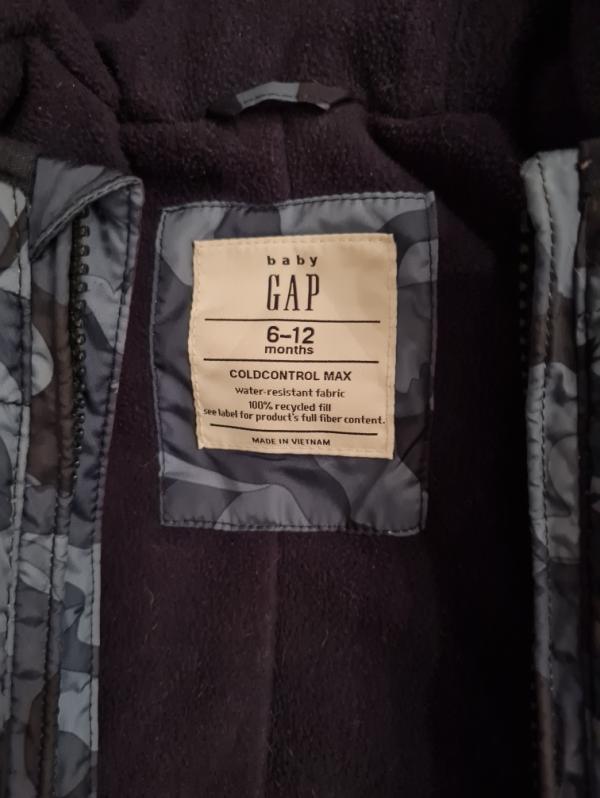 baby
GAP
6–12
months
COLDCONTROL MAX
water-resistant fabric
100% recycled fill
see label for product's full fiber content.
MADE IN VIETNAM